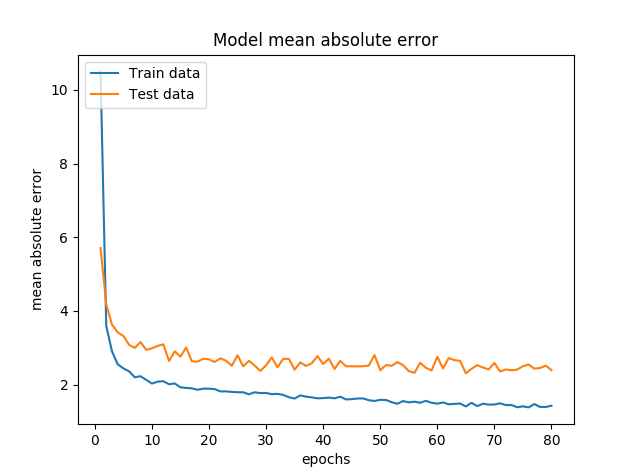 Model mean absolute error
Train data
Test data
mean absolute error
10
8
6
4
2
0 10 20 30 40 50 60 70 80
epochs